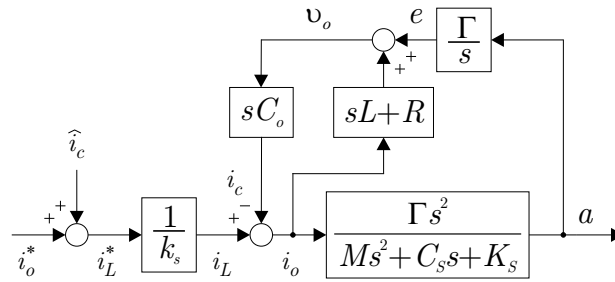 υ_o
e
Γ/s
+ +
sC_o
sL+R
î_c
+ +
i_c
+ −
1/k_s
Γs²/(Ms²+C_S s+K_S)
a
i_o^*
i_L^*
i_L
i_o